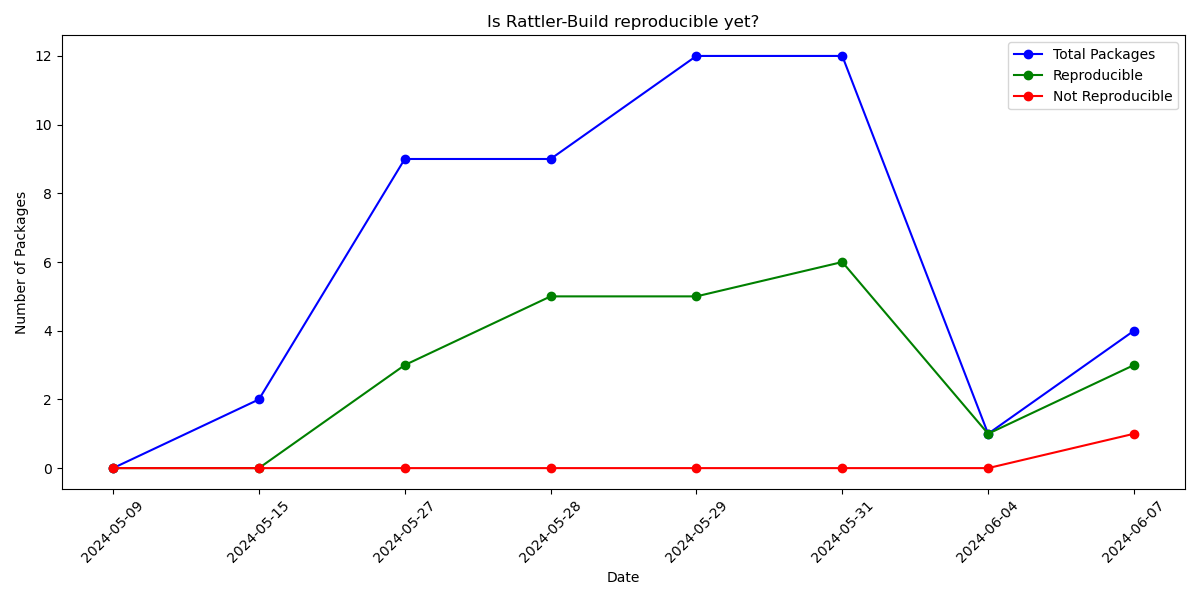 Is Rattler-Build reproducible yet?
Total Packages
Reproducible
Not Reproducible
Number of Packages
12
10
8
6
4
2
0
2024-05-09
2024-05-15
2024-05-27
2024-05-28
2024-05-29
2024-05-31
2024-06-04
2024-06-07
Date